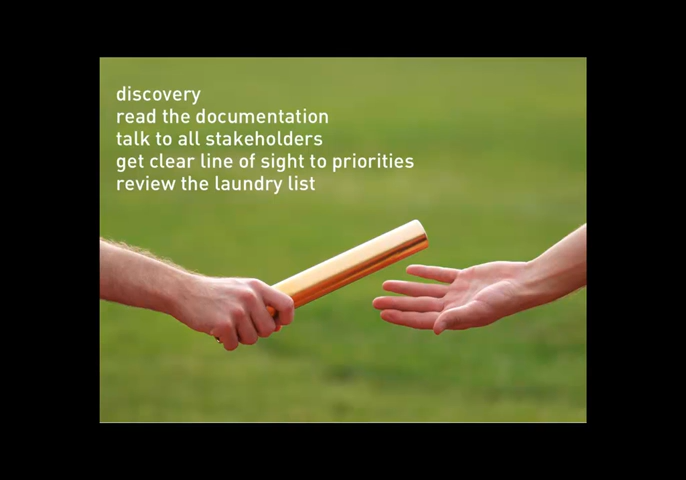 discovery
read the documentation
talk to all stakeholders
get clear line of sight to priorities
review the laundry list